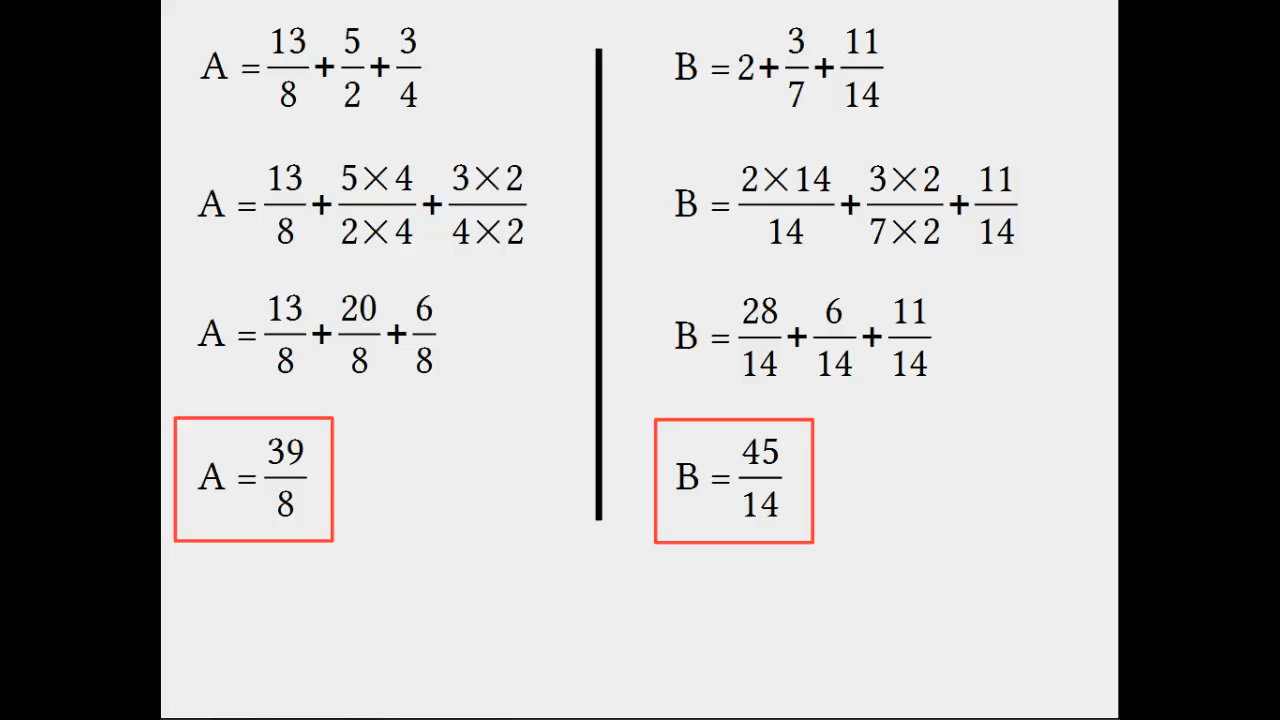 A = 13/8 + 5/2 + 3/4
A = 13/8 + 5×4/2×4 + 3×2/4×2
A = 13/8 + 20/8 + 6/8
A = 39/8
B = 2 + 3/7 + 11/14
B = 2×14/14 + 3×2/7×2 + 11/14
B = 28/14 + 6/14 + 11/14
B = 45/14